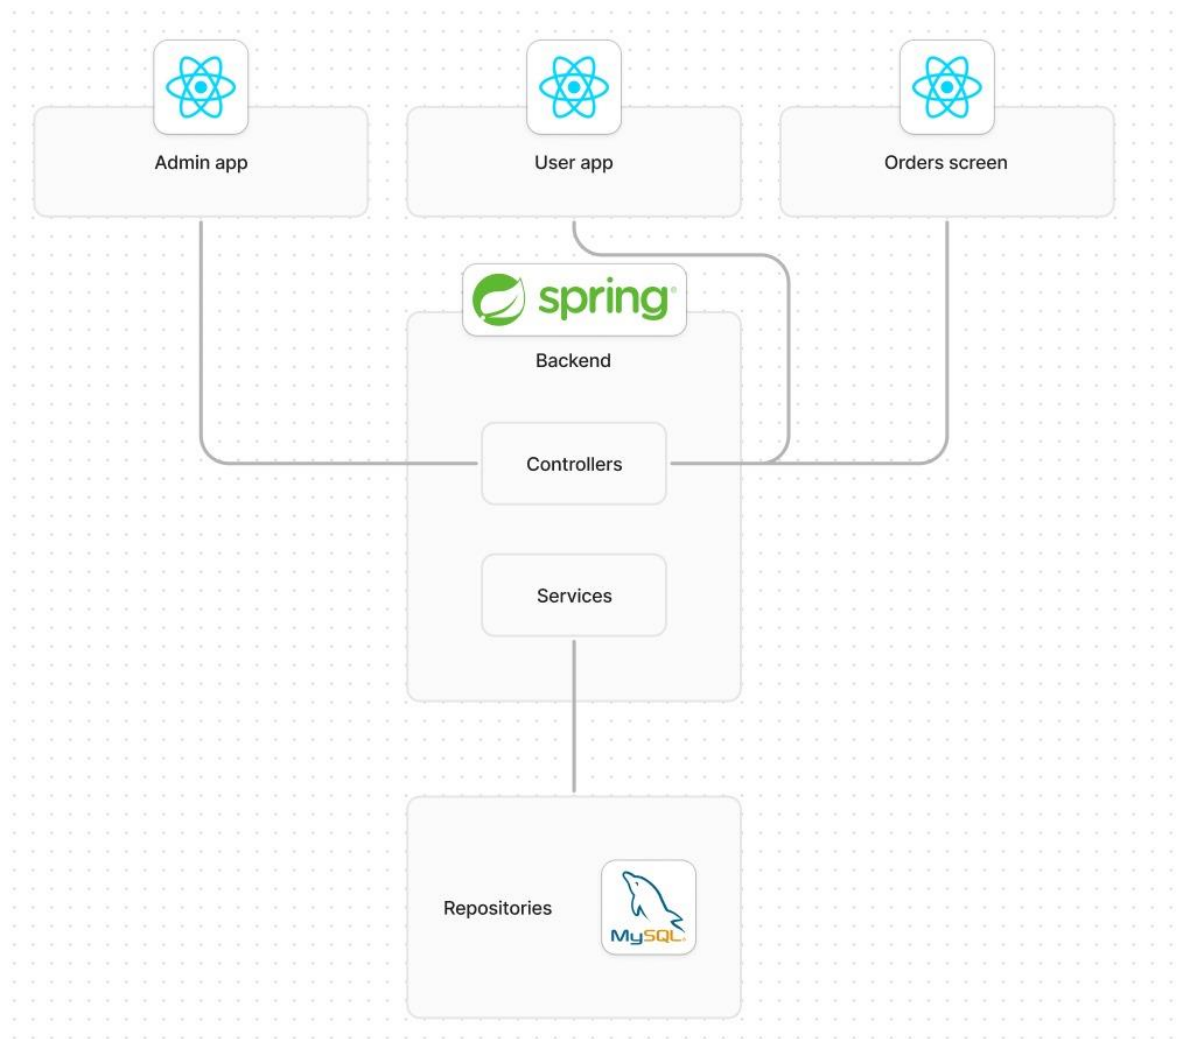 Admin app
User app
Orders screen
spring
Backend
Controllers
Services
Repositories
MySQL